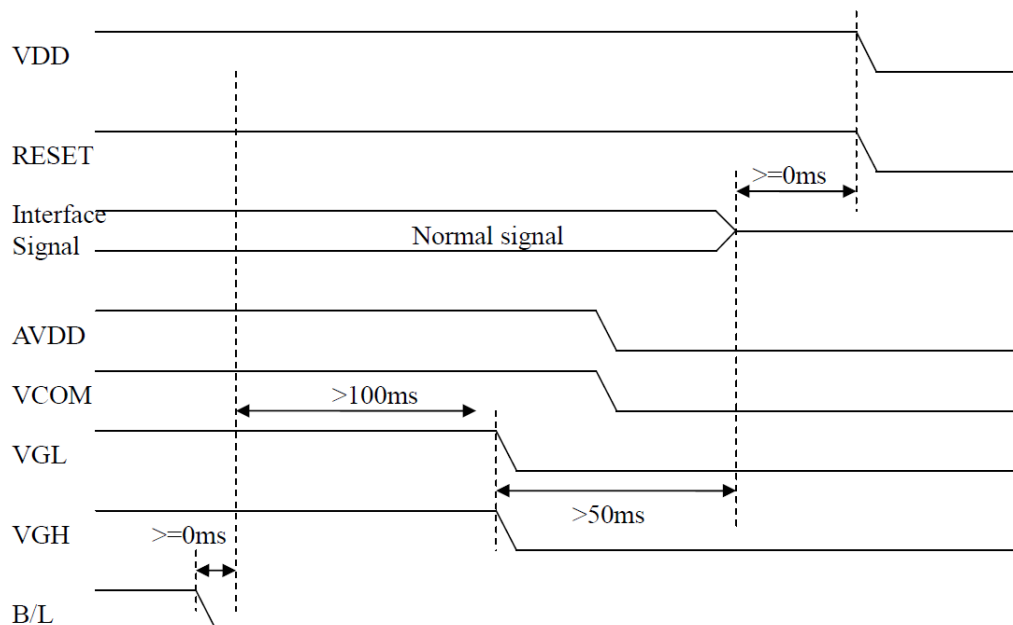 VDD
RESET
>=0ms
Interface
Signal
Normal signal
AVDD
VCOM
>100ms
VGL
>50ms
VGH
>=0ms
B/L